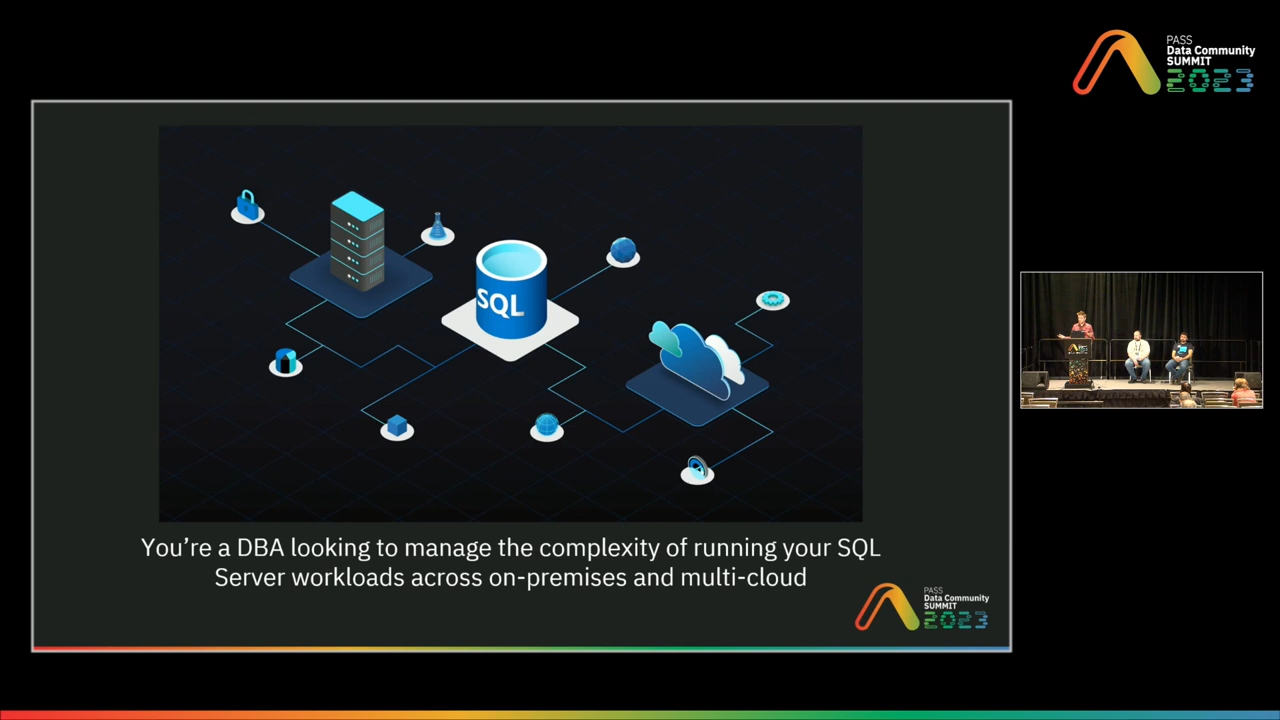 PASS
Data Community
SUMMIT
2023
SQL
You're a DBA looking to manage the complexity of running your SQL
Server workloads across on-premises and multi-cloud
PASS
Data Community
SUMMIT
2023